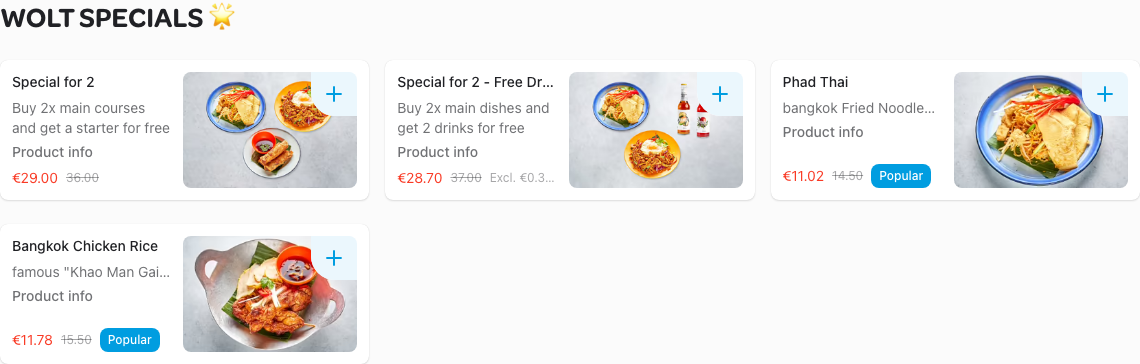 WOLT SPECIALS 🌟
Special for 2
Buy 2x main courses
and get a starter for free
Product info
€29.00 36.00
Special for 2 - Free Dr...
Buy 2x main dishes and
get 2 drinks for free
Product info
€28.70 37.00 Excl. €0.3...
Phad Thai
bangkok Fried Noodle...
Product info
€11.02 14.50 Popular
Bangkok Chicken Rice
famous "Khao Man Gai...
Product info
€11.78 15.50 Popular